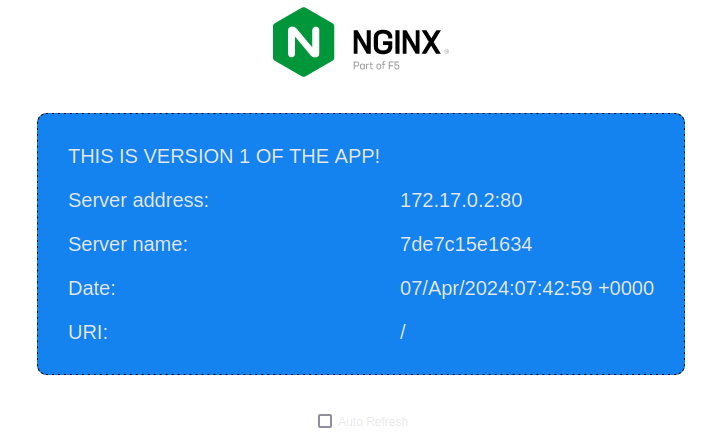 NGINX
Part of F5
THIS IS VERSION 1 OF THE APP!
Server address: 172.17.0.2:80
Server name: 7de7c15e1634
Date: 07/Apr/2024:07:42:59 +0000
URI: /
Auto Refresh